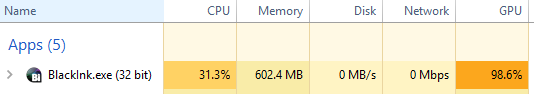 Name CPU Memory Disk Network GPU
Apps (5)
BlackInk.exe (32 bit) 31.3% 602.4 MB 0 MB/s 0 Mbps 98.6%